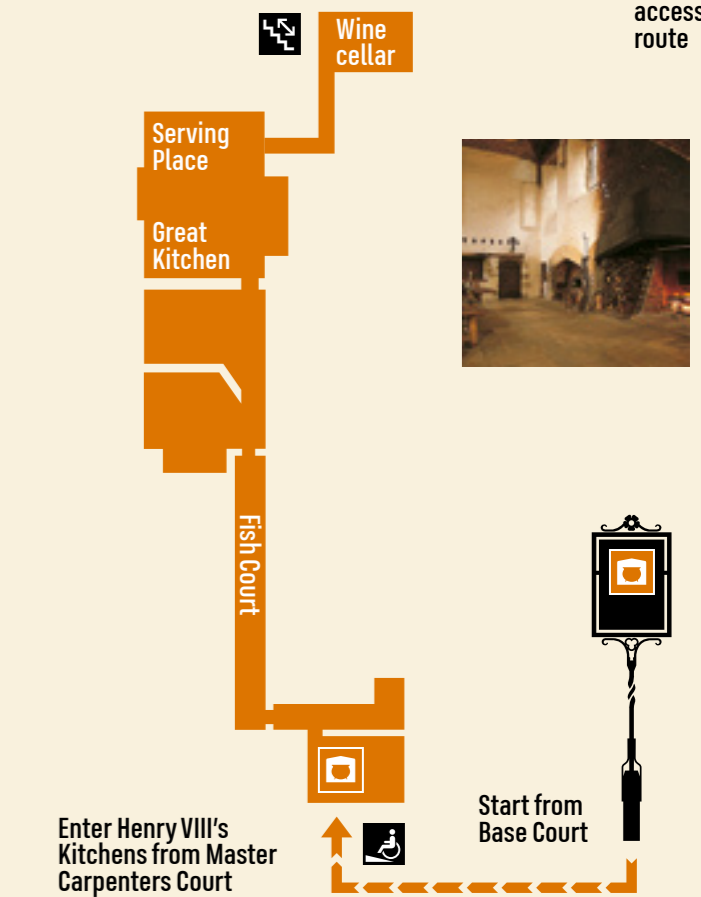 access
route
Wine
cellar
Serving
Place
Great
Kitchen
Fish Court
Start from
Base Court
Enter Henry VIII's
Kitchens from Master
Carpenters Court